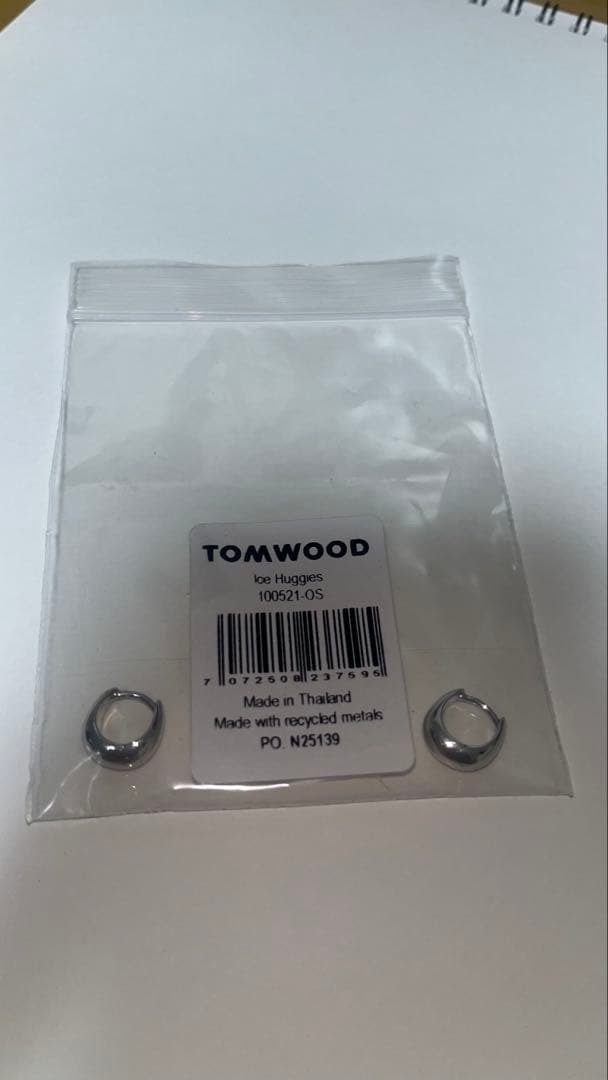 TOMWOOD
Ice Huggies
100521-OS
7 072508 237595
Made in Thailand
Made with recycled metals
PO. N25139